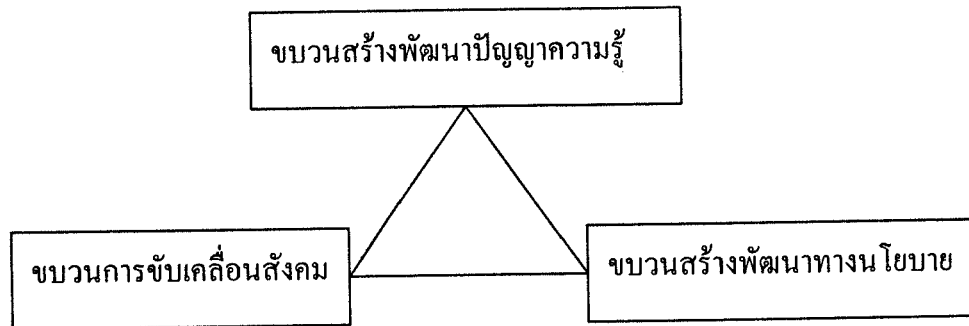 ขบวนสร้างพัฒนาปัญญาความรู้
ขบวนการขับเคลื่อนสังคม
ขบวนสร้างพัฒนาทางนโยบาย